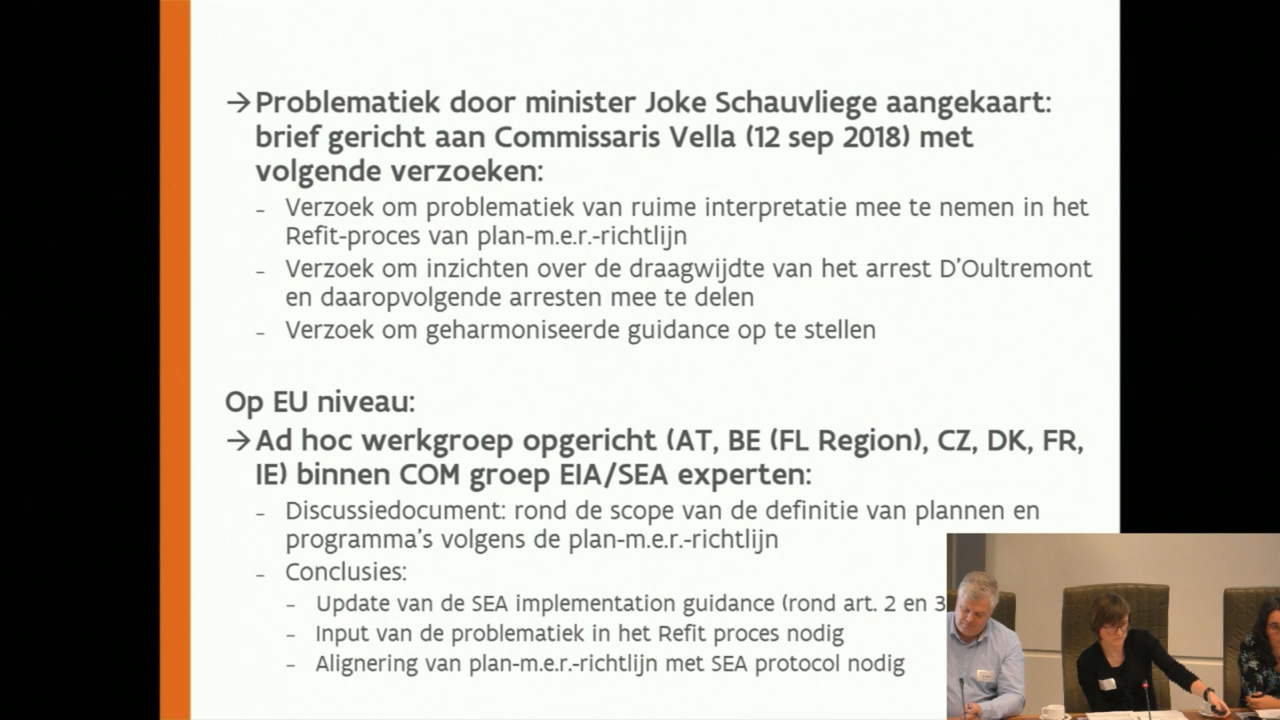 →Problematiek door minister Joke Schauvliege aangekaart:
brief gericht aan Commissaris Vella (12 sep 2018) met
volgende verzoeken:
- Verzoek om problematiek van ruime interpretatie mee te nemen in het
Refit-proces van plan-m.e.r.-richtlijn
- Verzoek om inzichten over de draagwijdte van het arrest D'Oultremont
en daaropvolgende arresten mee te delen
- Verzoek om geharmoniseerde guidance op te stellen
Op EU niveau:
→Ad hoc werkgroep opgericht (AT, BE (FL Region), CZ, DK, FR,
IE) binnen COM groep EIA/SEA experten:
- Discussiedocument: rond de scope van de definitie van plannen en
programma's volgens de plan-m.e.r.-richtlijn
- Conclusies:
- Update van de SEA implementation guidance (rond art. 2 en 3
- Input van de problematiek in het Refit proces nodig
- Alignering van plan-m.e.r.-richtlijn met SEA protocol nodig